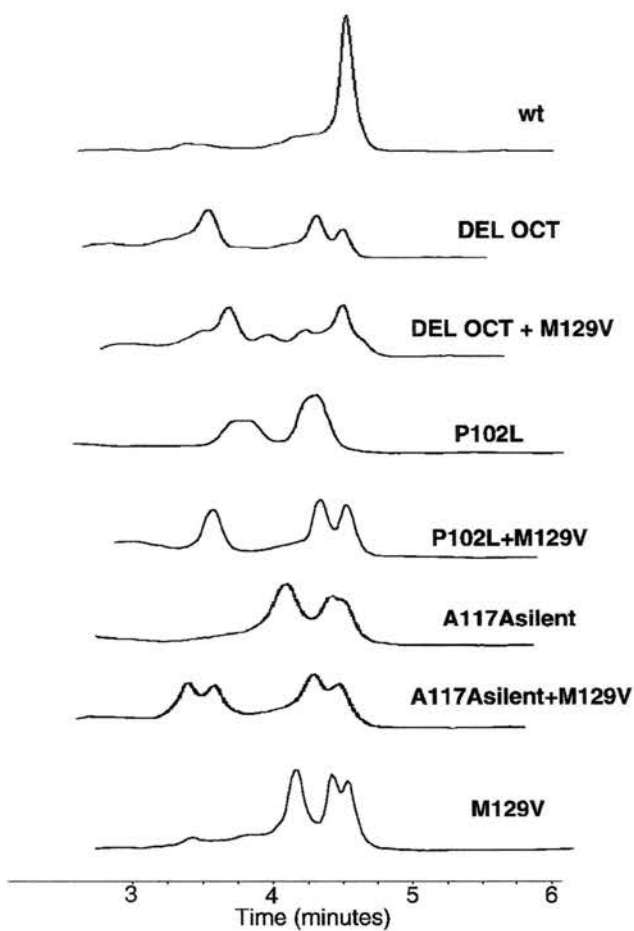 wt
DEL OCT
DEL OCT + M129V
P102L
P102L+M129V
A117Asilent
A117Asilent+M129V
M129V
3 4 5 6
Time (minutes)